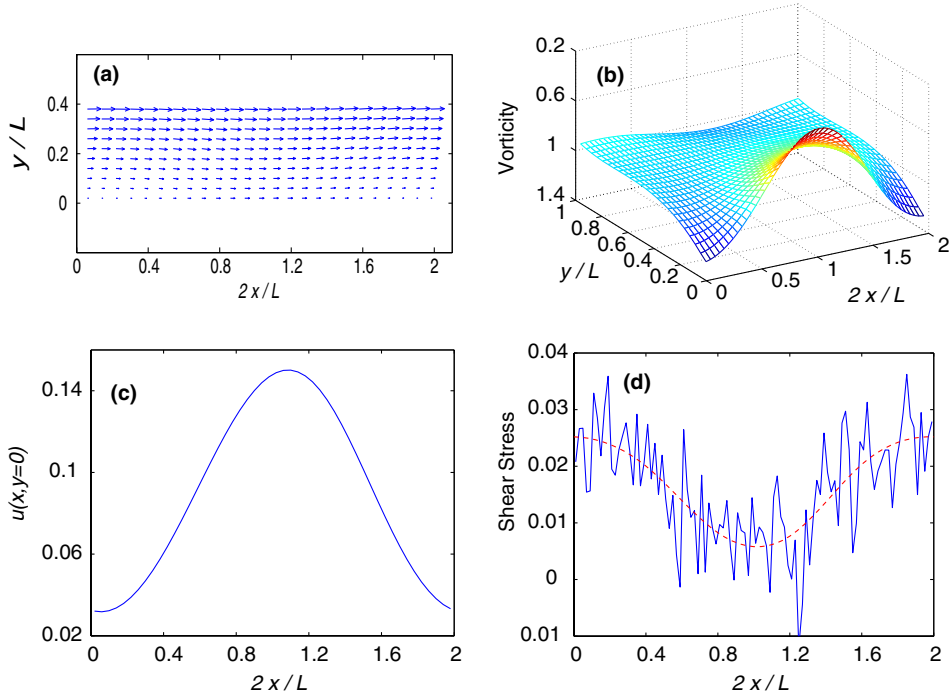 (a)
y / L
0.4
0.2
0
0 0.4 0.8 1.2 1.6 2
2 x / L
(b)
Vorticity
0.2
0.6
1
1.4
1 0.8 0.6 0.4 0.2 0
y / L
0 0.5 1 1.5 2
2 x / L
(c)
u(x,y=0)
0.14
0.1
0.06
0.02
0 0.4 0.8 1.2 1.6 2
2 x / L
(d)
Shear Stress
0.04
0.03
0.02
0.01
0
0.01
0 0.4 0.8 1.2 1.6 2
2 x / L